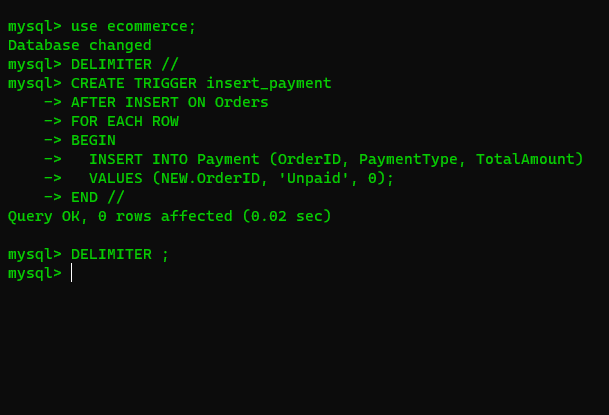 mysql> use ecommerce;
Database changed
mysql> DELIMITER //
mysql> CREATE TRIGGER insert_payment
    -> AFTER INSERT ON Orders
    -> FOR EACH ROW
    -> BEGIN
    ->   INSERT INTO Payment (OrderID, PaymentType, TotalAmount)
    ->   VALUES (NEW.OrderID, 'Unpaid', 0);
    -> END //
Query OK, 0 rows affected (0.02 sec)

mysql> DELIMITER ;
mysql>